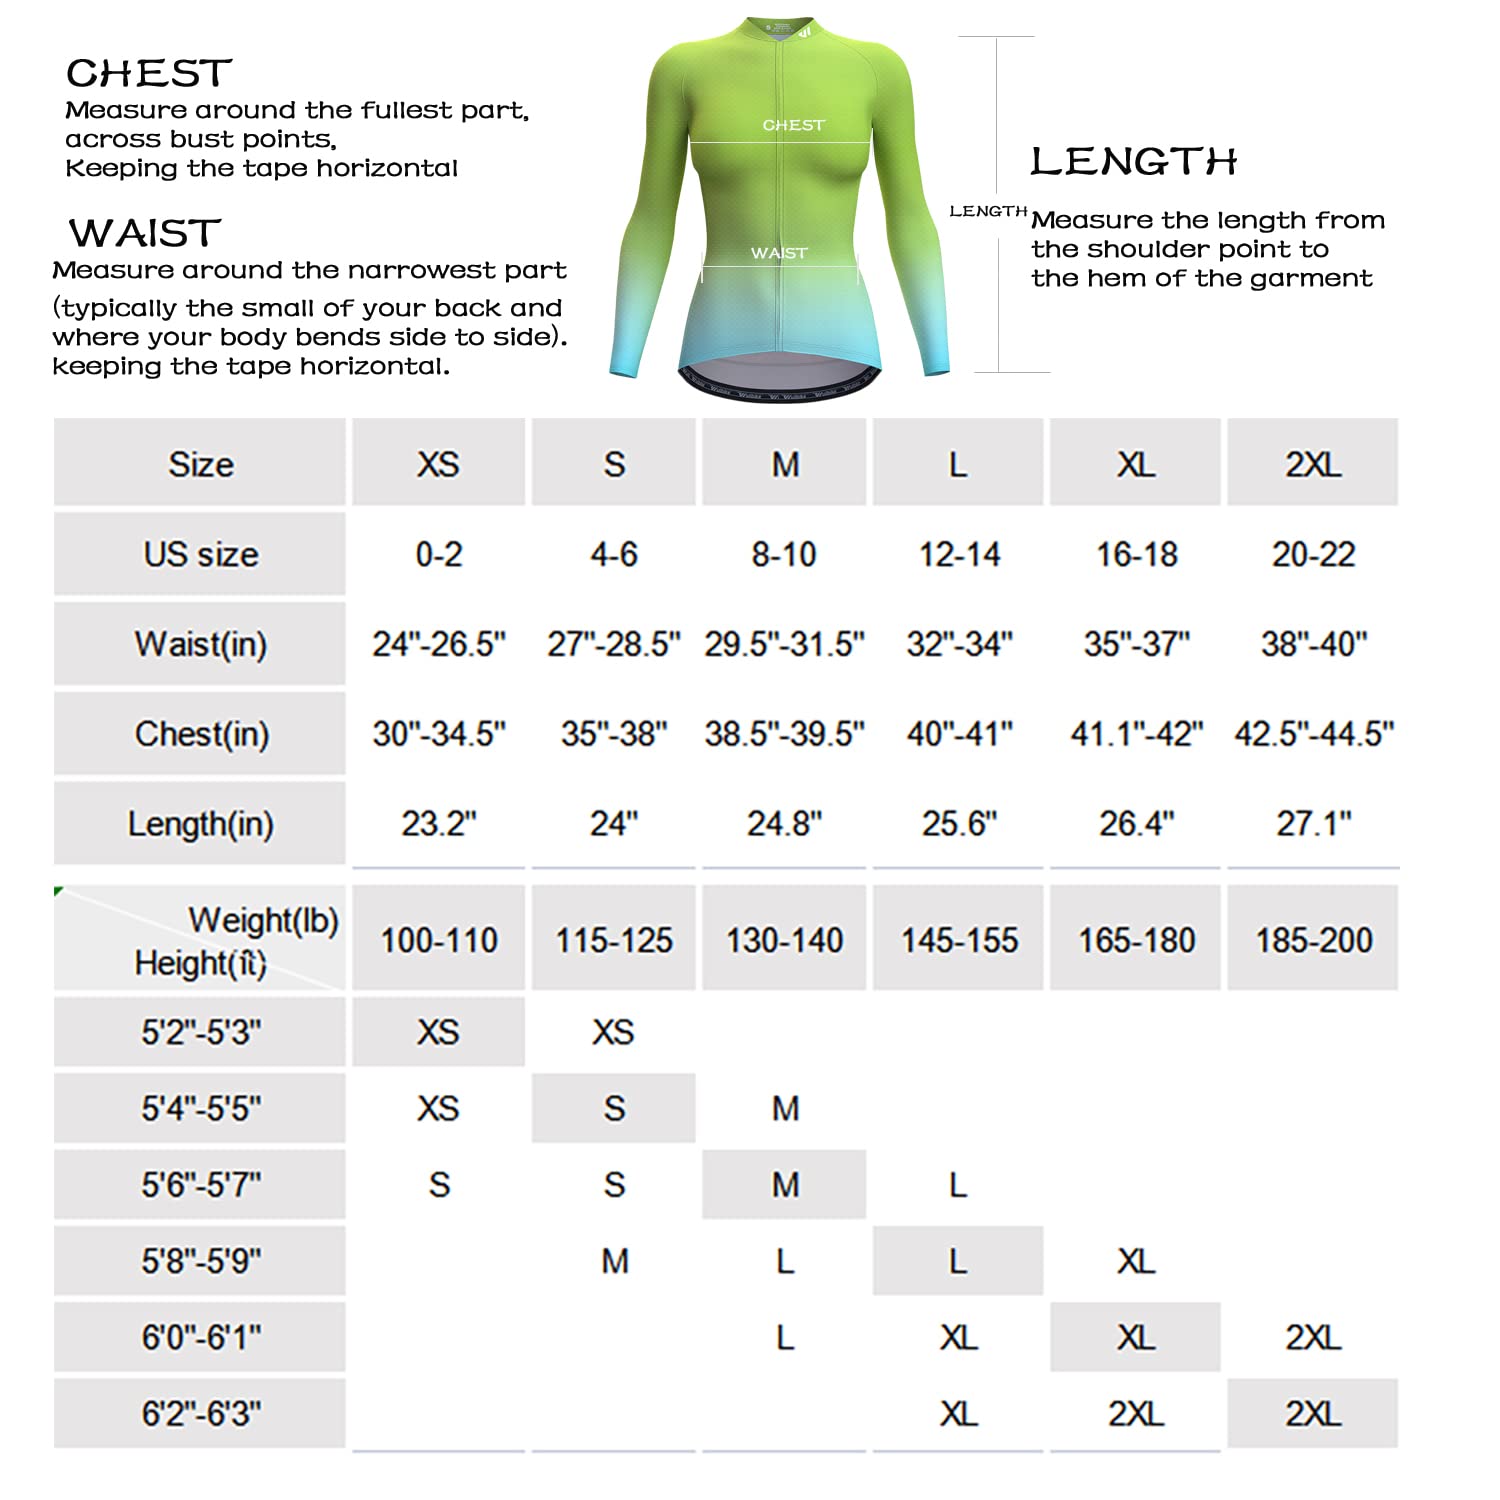 CHEST
Measure around the fullest part,
across bust points,
Keeping the tape horizontal
WAIST
Measure around the narrowest part
(typically the small of your back and
where your body bends side to side).
keeping the tape horizontal.
CHEST
WAIST
LENGTH
LENGTH
Measure the length from
the shoulder point to
the hem of the garment
Size XS S M L XL 2XL
US size 0-2 4-6 8-10 12-14 16-18 20-22
Waist(in) 24"-26.5" 27"-28.5" 29.5"-31.5" 32"-34" 35"-37" 38"-40"
Chest(in) 30"-34.5" 35"-38" 38.5"-39.5" 40"-41" 41.1"-42" 42.5"-44.5"
Length(in) 23.2" 24" 24.8" 25.6" 26.4" 27.1"
Weight(lb)
Height(ft) 100-110 115-125 130-140 145-155 165-180 185-200
5'2"-5'3" XS XS
5'4"-5'5" XS S M
5'6"-5'7" S S M L
5'8"-5'9" M L L XL
6'0"-6'1" L XL XL 2XL
6'2"-6'3" XL 2XL 2XL